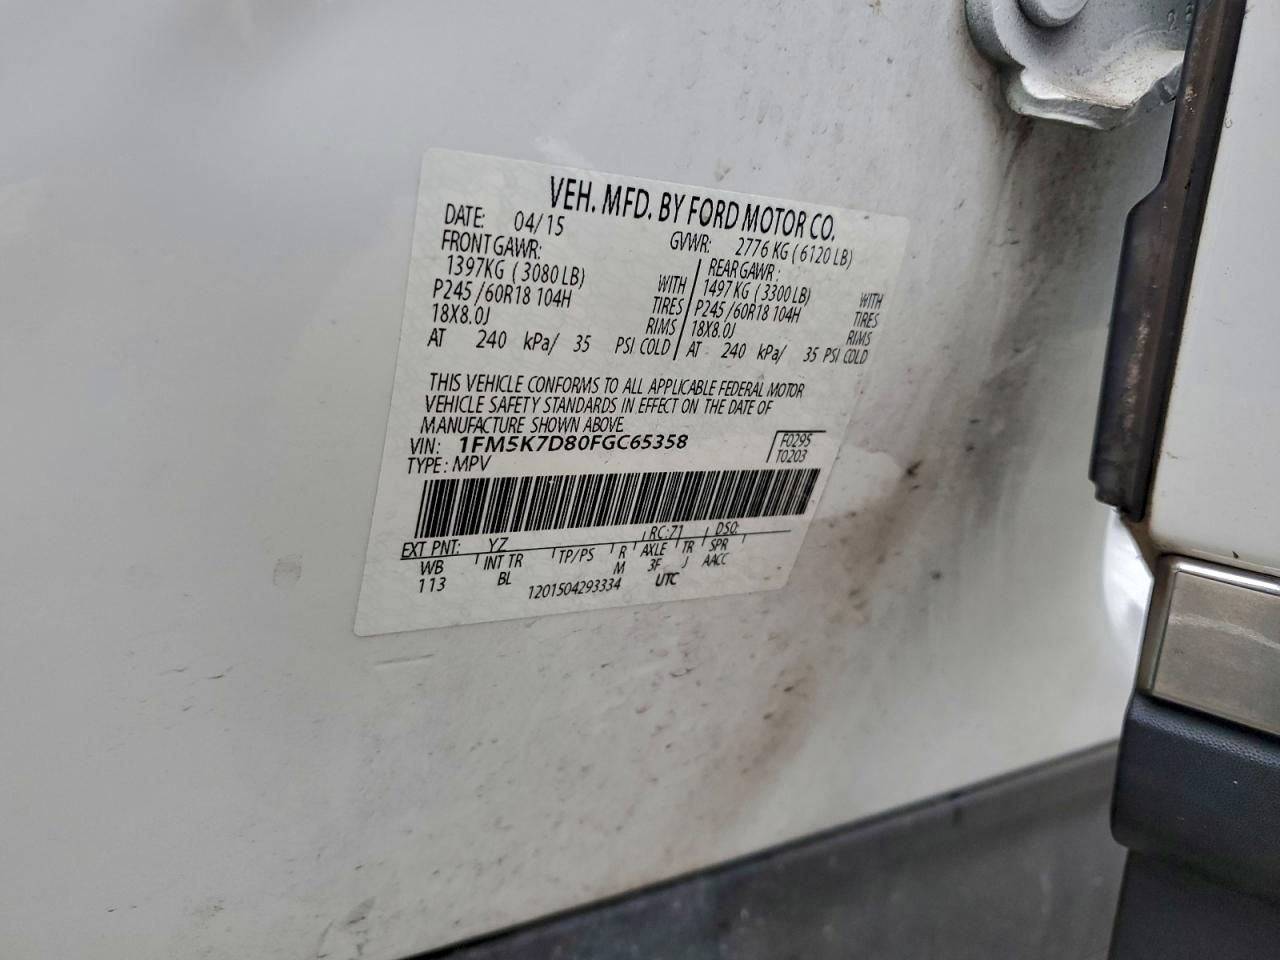 VEH. MFD. BY FORD MOTOR CO.
DATE: 04/15 GVWR: 2776 KG (6120 LB)
FRONT GAWR: REAR GAWR:
1397KG (3080LB) WITH 1497 KG (3300LB) WITH
P245/60R18 104H TIRES P245/60R18 104H TIRES
18X8.0J RIMS 18X8.0J RIMS
AT 240 kPa/ 35 PSI COLD AT 240 kPa/ 35 PSI COLD
THIS VEHICLE CONFORMS TO ALL APPLICABLE FEDERAL MOTOR
VEHICLE SAFETY STANDARDS IN EFFECT ON THE DATE OF
MANUFACTURE SHOWN ABOVE
VIN: 1FM5K7D80FGC65358 F0295
TYPE: MPV T0203
EXT PNT: YZ RC:71 DSO:
WB INT TR TP/PS R AXLE TR SPR
113 BL M 3F J AACC
1201504293334 UTC